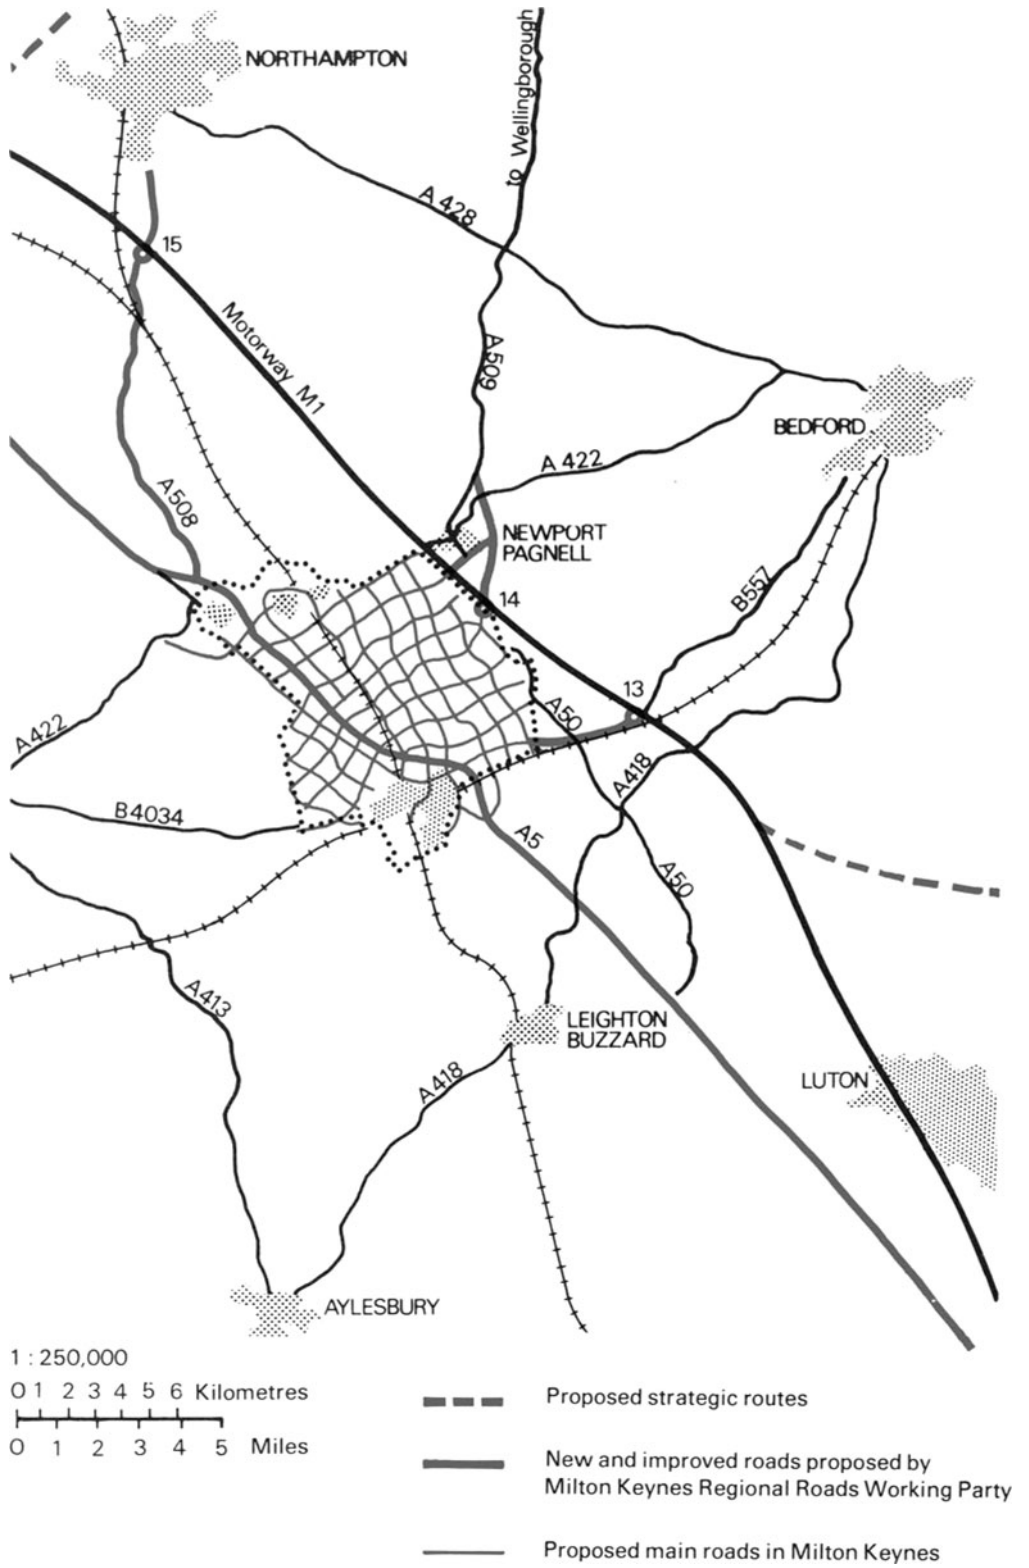 NORTHAMPTON
to Wellingborough
A 428
15
Motorway M1
A 509
BEDFORD
A 422
A508
NEWPORT
PAGNELL
14
B557
13
A50
A422
A418
B4034
A5
A50
A413
LEIGHTON
BUZZARD
LUTON
A418
AYLESBURY
1 : 250,000
0 1 2 3 4 5 6 Kilometres
0 1 2 3 4 5 Miles
Proposed strategic routes
New and improved roads proposed by
Milton Keynes Regional Roads Working Party
Proposed main roads in Milton Keynes